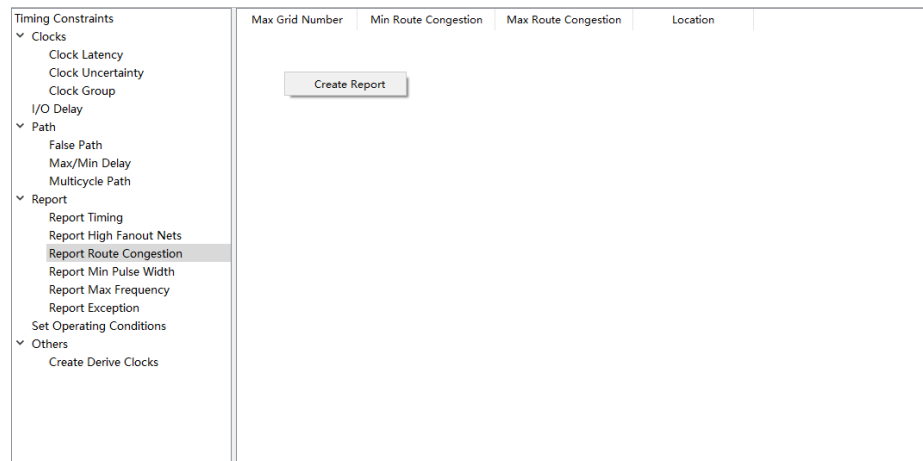 Timing Constraints
Clocks
Clock Latency
Clock Uncertainty
Clock Group
I/O Delay
Path
False Path
Max/Min Delay
Multicycle Path
Report
Report Timing
Report High Fanout Nets
Report Route Congestion
Report Min Pulse Width
Report Max Frequency
Report Exception
Set Operating Conditions
Others
Create Derive Clocks
Max Grid Number Min Route Congestion Max Route Congestion Location
Create Report